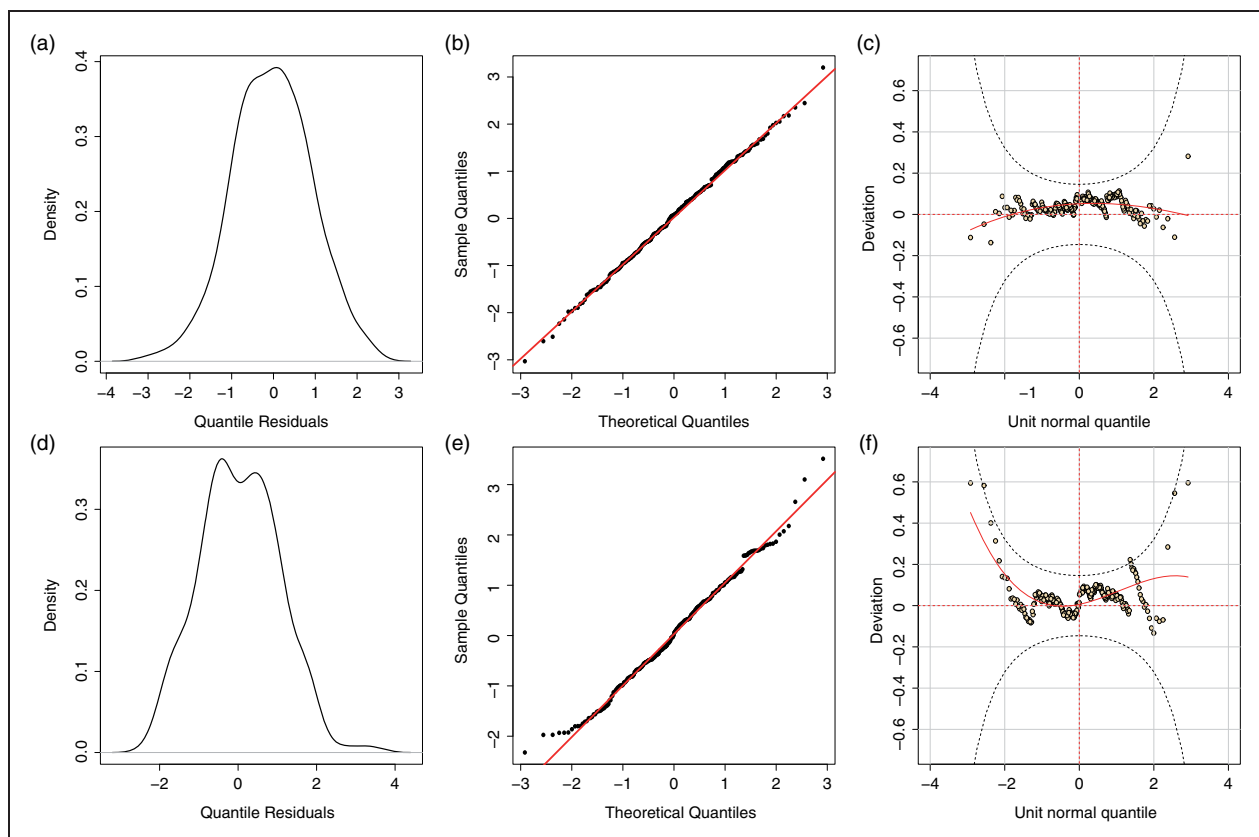 (a)
Density
0.0 0.1 0.2 0.3 0.4
−4 −3 −2 −1 0 1 2 3
Quantile Residuals
(b)
Sample Quantiles
−3 −2 −1 0 1 2 3
−3 −2 −1 0 1 2 3
Theoretical Quantiles
(c)
Deviation
−0.6 −0.4 −0.2 0 0.2 0.4 0.6
−4 −2 0 2 4
Unit normal quantile
(d)
Density
0.0 0.1 0.2 0.3
−2 0 2 4
Quantile Residuals
(e)
Sample Quantiles
−2 −1 0 1 2 3
−3 −2 −1 0 1 2 3
Theoretical Quantiles
(f)
Deviation
−0.6 −0.4 −0.2 0 0.2 0.4 0.6
−4 −2 0 2 4
Unit normal quantile